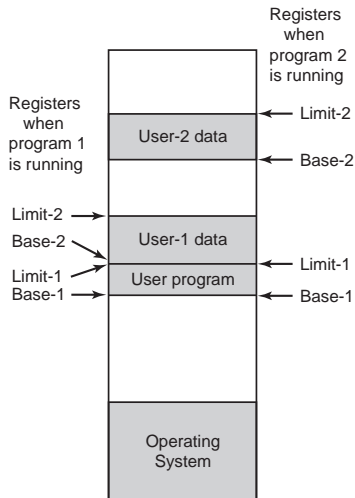 Registers
when
program 2
is running
Registers
when
program 1
is running
Limit-2
User-2 data
Base-2
Limit-2
Base-2
User-1 data
Limit-1
Limit-1
Base-1
User program
Base-1
Operating
System